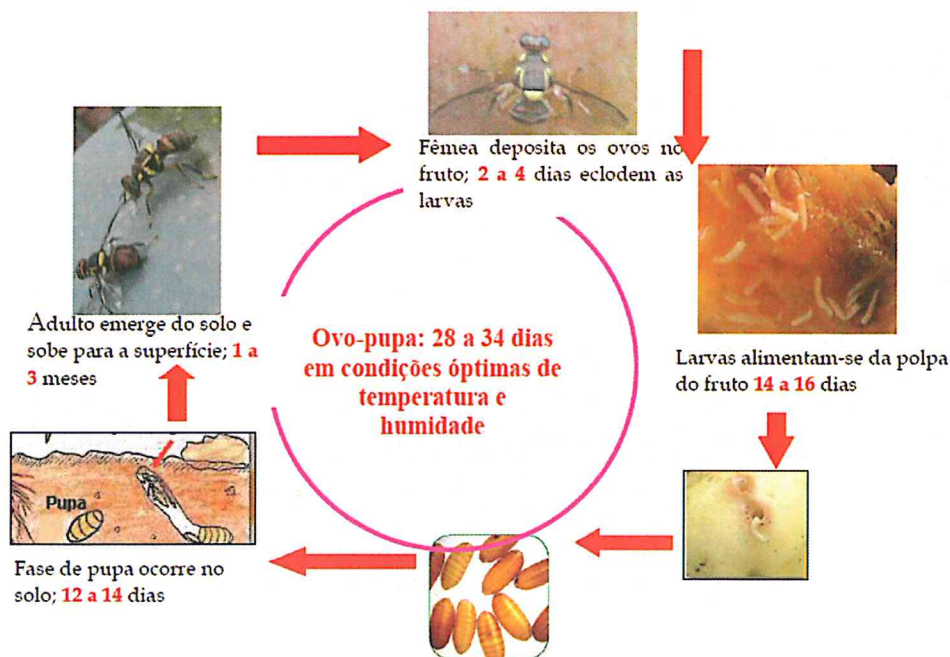 Fêmea deposita os ovos no
fruto; 2 a 4 dias eclodem as
larvas
Adulto emerge do solo e
sobe para a superfície; 1 a
3 meses
Ovo-pupa: 28 a 34 dias
em condições óptimas de
temperatura e
humidade
Larvas alimentam-se da polpa
do fruto 14 a 16 dias
Pupa
Fase de pupa ocorre no
solo; 12 a 14 dias